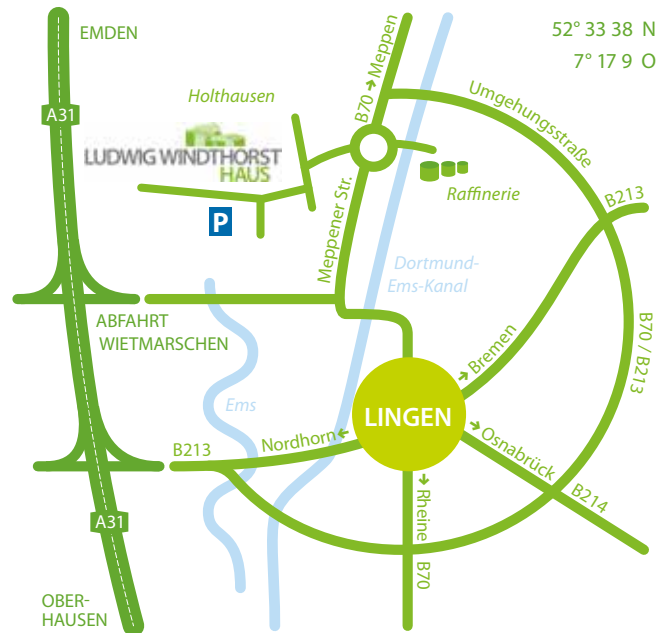 EMDEN
52° 33 38 N
7° 17 9 O
B70 → Meppen
Umgehungsstraße
Holthausen
A31
LUDWIG WINDTHORST
HAUS
Raffinerie
B213
P
Meppener Str.
Dortmund-
Ems-Kanal
ABFAHRT
WIETMARSCHEN
→ Bremen
B70 / B213
Ems
LINGEN
B213
Nordhorn ←
→ Osnabrück
B214
→ Rheine
B70
A31
OBER-
HAUSEN